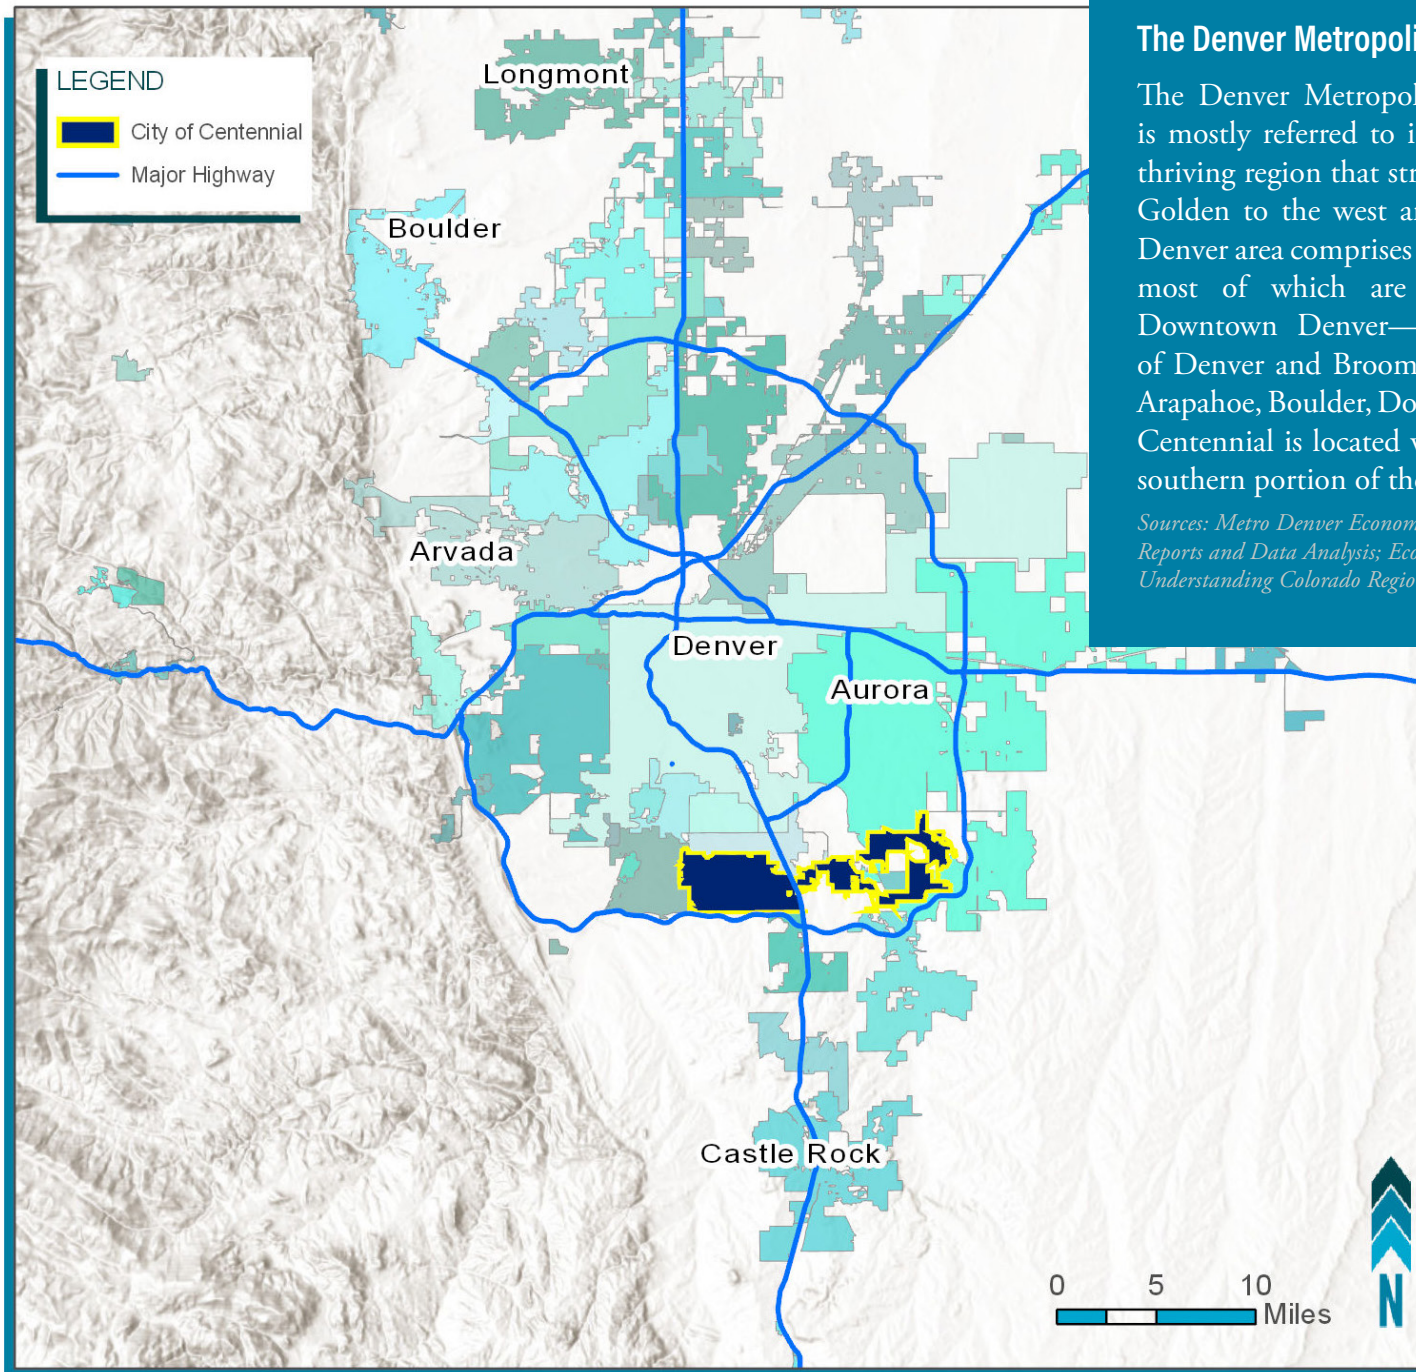 LEGEND
City of Centennial
Major Highway
Longmont
Boulder
Arvada
Denver
Aurora
Castle Rock
0 5 10
Miles
N
The Denver Metropoli
The Denver Metropol
is mostly referred to i
thriving region that str
Golden to the west an
Denver area comprises
most of which are
Downtown Denver—
of Denver and Broom
Arapahoe, Boulder, Do
Centennial is located w
southern portion of the
Sources: Metro Denver Econom
Reports and Data Analysis; Eco
Understanding Colorado Regio